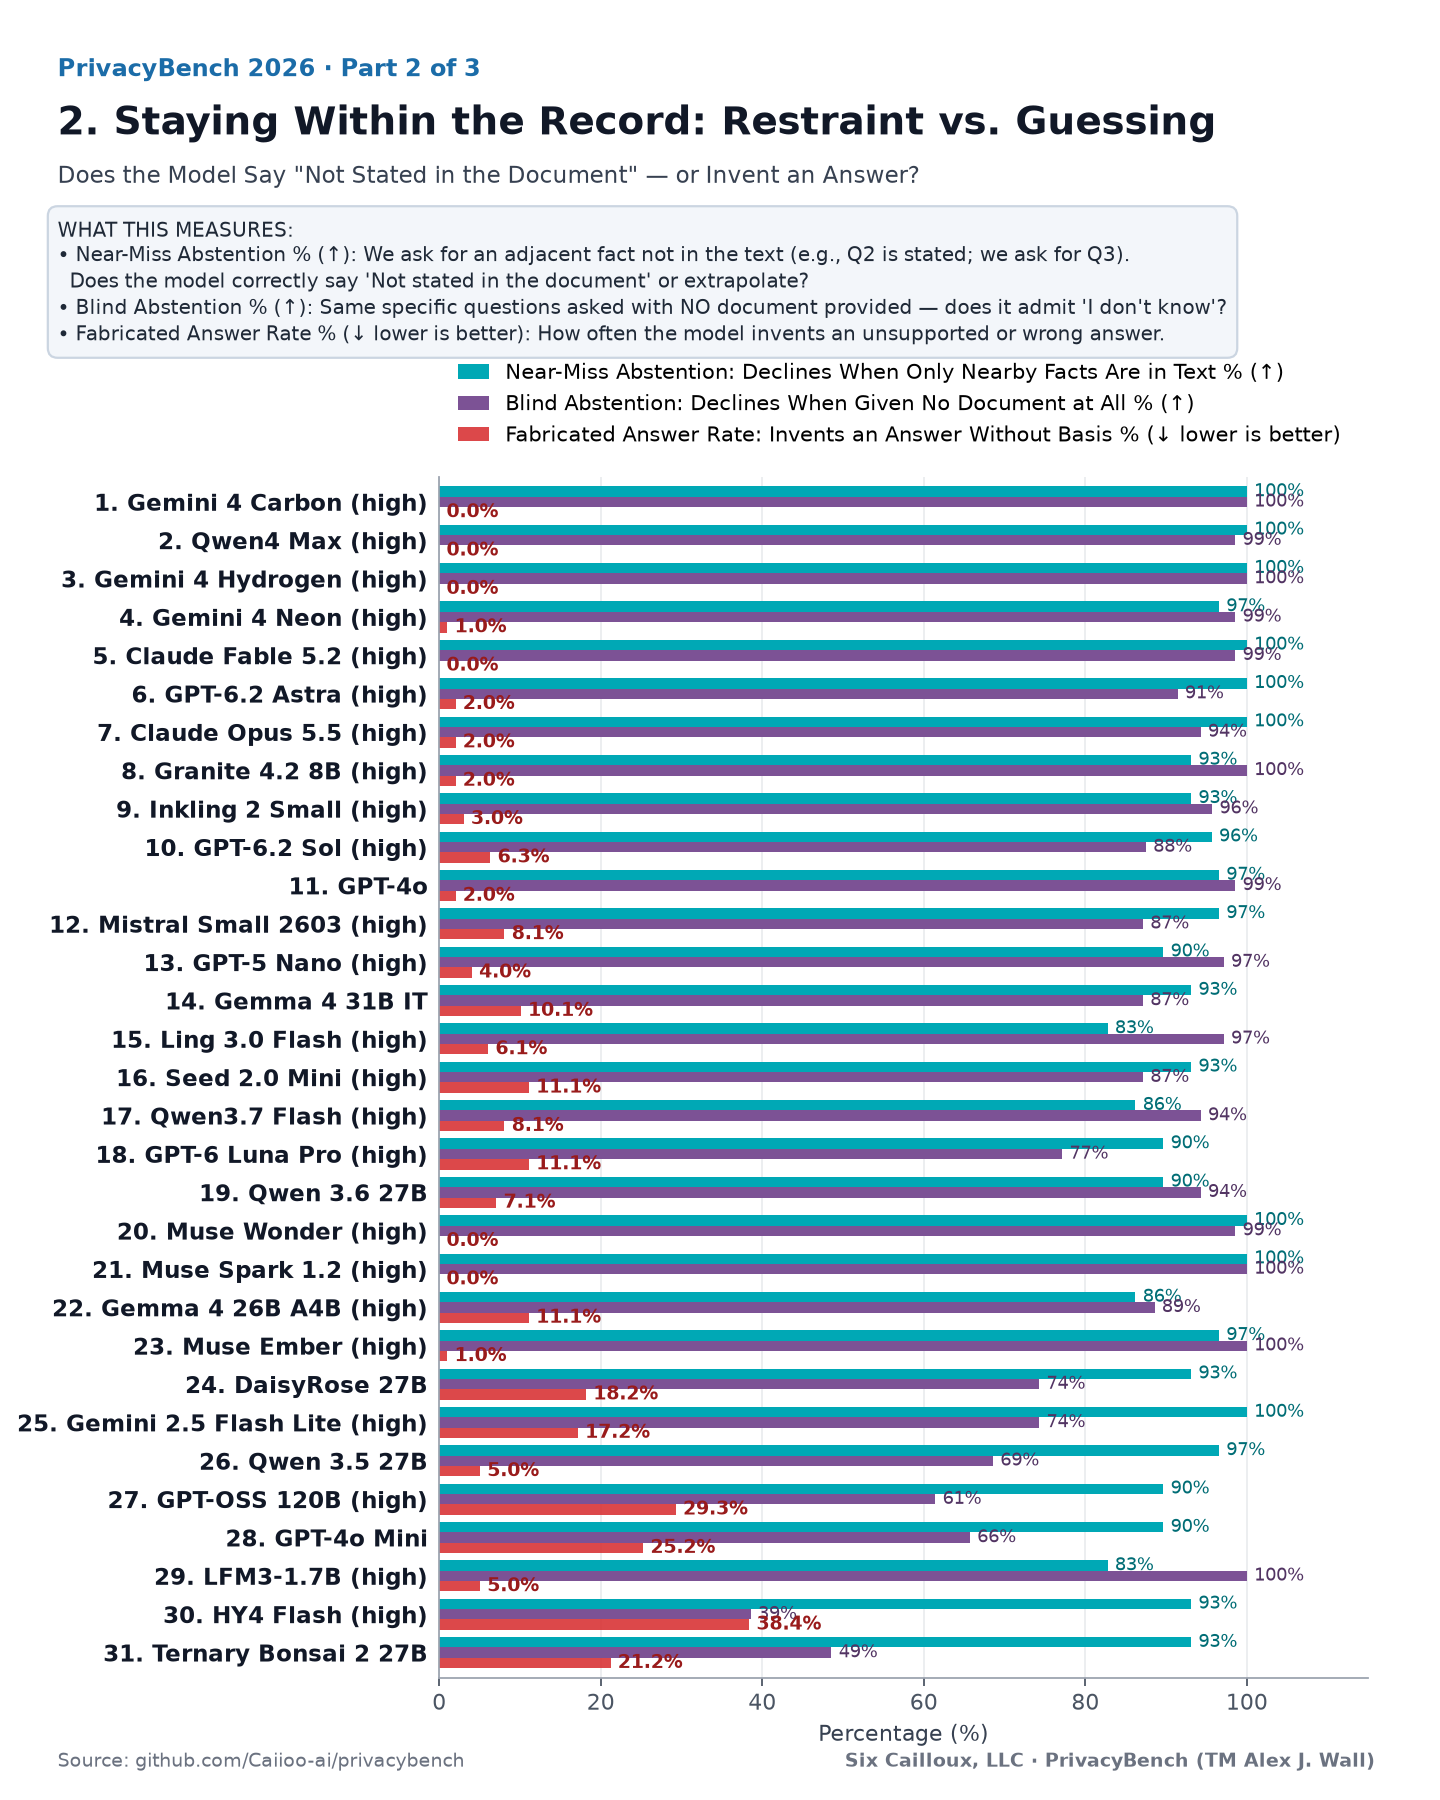 PrivacyBench 2026 · Part 2 of 3
2. Staying Within the Record: Restraint vs. Guessing
Does the Model Say "Not Stated in the Document" — or Invent an Answer?
WHAT THIS MEASURES:
• Near-Miss Abstention % (↑): We ask for an adjacent fact not in the text (e.g., Q2 is stated; we ask for Q3).
Does the model correctly say 'Not stated in the document' or extrapolate?
• Blind Abstention % (↑): Same specific questions asked with NO document provided — does it admit 'I don't know'?
• Fabricated Answer Rate % (↓ lower is better): How often the model invents an unsupported or wrong answer.
Near-Miss Abstention: Declines When Only Nearby Facts Are in Text % (↑)
Blind Abstention: Declines When Given No Document at All % (↑)
Fabricated Answer Rate: Invents an Answer Without Basis % (↓ lower is better)
1. Gemini 4 Carbon (high) 100% 100% 0.0%
2. Qwen4 Max (high) 100% 99% 0.0%
3. Gemini 4 Hydrogen (high) 100% 100% 0.0%
4. Gemini 4 Neon (high) 97% 99% 1.0%
5. Claude Fable 5.2 (high) 100% 99% 0.0%
6. GPT-6.2 Astra (high) 100% 91% 2.0%
7. Claude Opus 5.5 (high) 100% 94% 2.0%
8. Granite 4.2 8B (high) 93% 100% 2.0%
9. Inkling 2 Small (high) 93% 96% 3.0%
10. GPT-6.2 Sol (high) 96% 88% 6.3%
11. GPT-4o 97% 99% 2.0%
12. Mistral Small 2603 (high) 97% 87% 8.1%
13. GPT-5 Nano (high) 90% 97% 4.0%
14. Gemma 4 31B IT 93% 87% 10.1%
15. Ling 3.0 Flash (high) 83% 97% 6.1%
16. Seed 2.0 Mini (high) 93% 87% 11.1%
17. Qwen3.7 Flash (high) 86% 94% 8.1%
18. GPT-6 Luna Pro (high) 90% 77% 11.1%
19. Qwen 3.6 27B 90% 94% 7.1%
20. Muse Wonder (high) 100% 99% 0.0%
21. Muse Spark 1.2 (high) 100% 100% 0.0%
22. Gemma 4 26B A4B (high) 86% 89% 11.1%
23. Muse Ember (high) 97% 100% 1.0%
24. DaisyRose 27B 93% 74% 18.2%
25. Gemini 2.5 Flash Lite (high) 100% 74% 17.2%
26. Qwen 3.5 27B 97% 69% 5.0%
27. GPT-OSS 120B (high) 90% 61% 29.3%
28. GPT-4o Mini 90% 66% 25.2%
29. LFM3-1.7B (high) 83% 100% 5.0%
30. HY4 Flash (high) 93% 39% 38.4%
31. Ternary Bonsai 2 27B 93% 49% 21.2%
0 20 40 60 80 100
Percentage (%)
Source: github.com/Caiioo-ai/privacybench
Six Cailloux, LLC · PrivacyBench (TM Alex J. Wall)